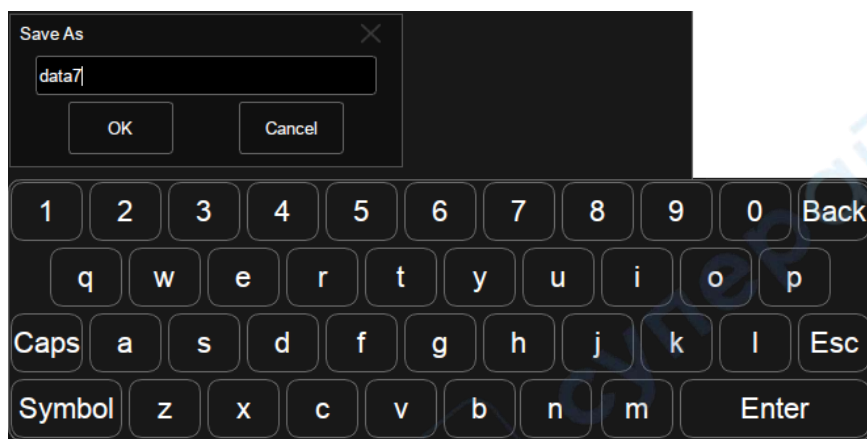 Save As
data7
OK Cancel
1 2 3 4 5 6 7 8 9 0 Back
q w e r t y u i o p
Caps a s d f g h j k l Esc
Symbol z x c v b n m Enter